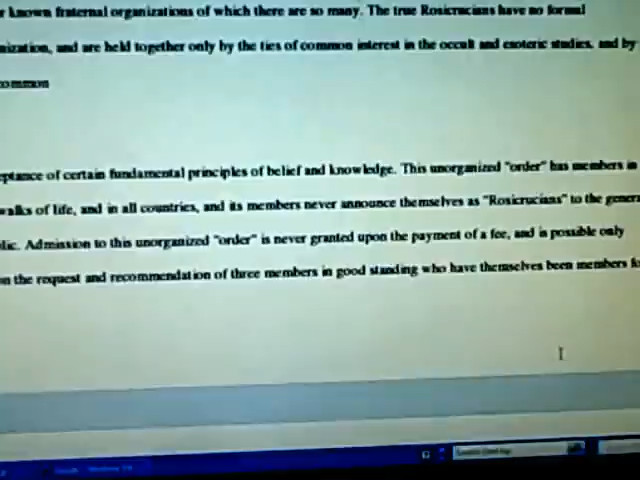 r known fraternal organizations of which there are so many. The true Rosicrucians have no formal
nization, and are held together only by the ties of common interest in the occult and esoteric studies, and by
common
eptance of certain fundamental principles of belief and knowledge. This unorganized "order" has members in
walks of life, and in all countries, and its members never announce themselves as "Rosicrucians" to the genera
lic. Admission to this unorganized "order" is never granted upon the payment of a fee, and is possible only
n the request and recommendation of three members in good standing who have themselves been members fo